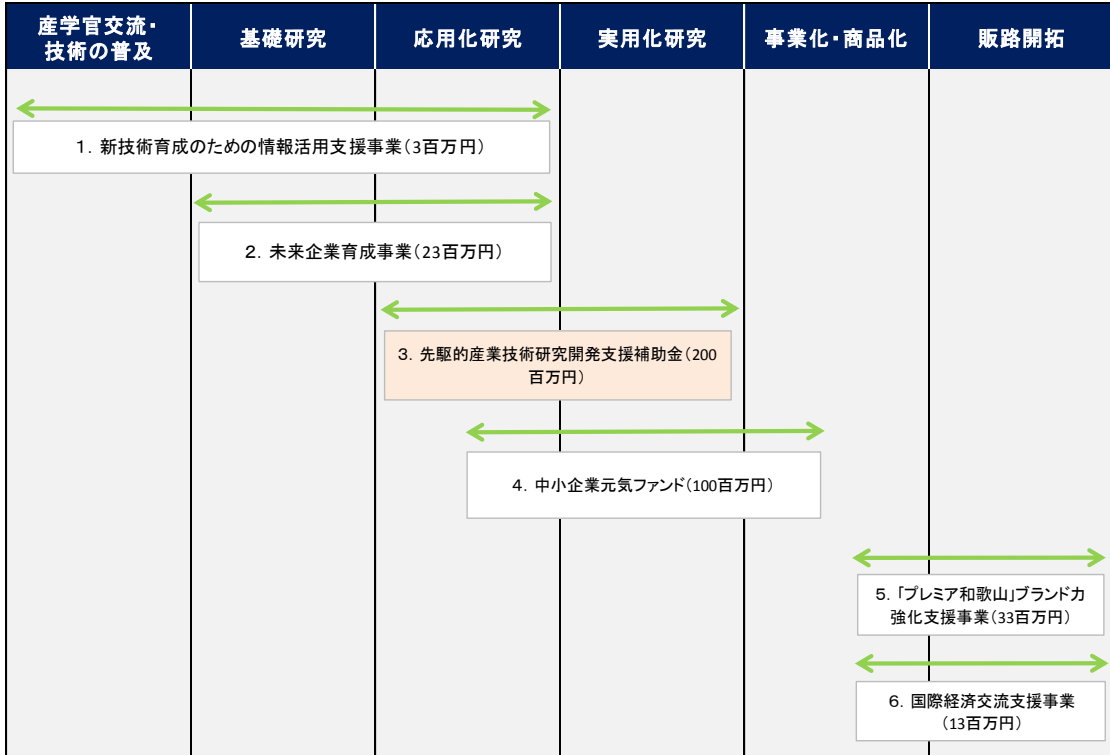 産学官交流・
技術の普及
基礎研究
応用化研究
実用化研究
事業化・商品化
販路開拓
1．新技術育成のための情報活用支援事業（3百万円）
2．未来企業育成事業（23百万円）
3．先駆的産業技術研究開発支援補助金（200
百万円）
4．中小企業元気ファンド（100百万円）
5．「プレミア和歌山」ブランド力
強化支援事業（33百万円）
6．国際経済交流支援事業
（13百万円）